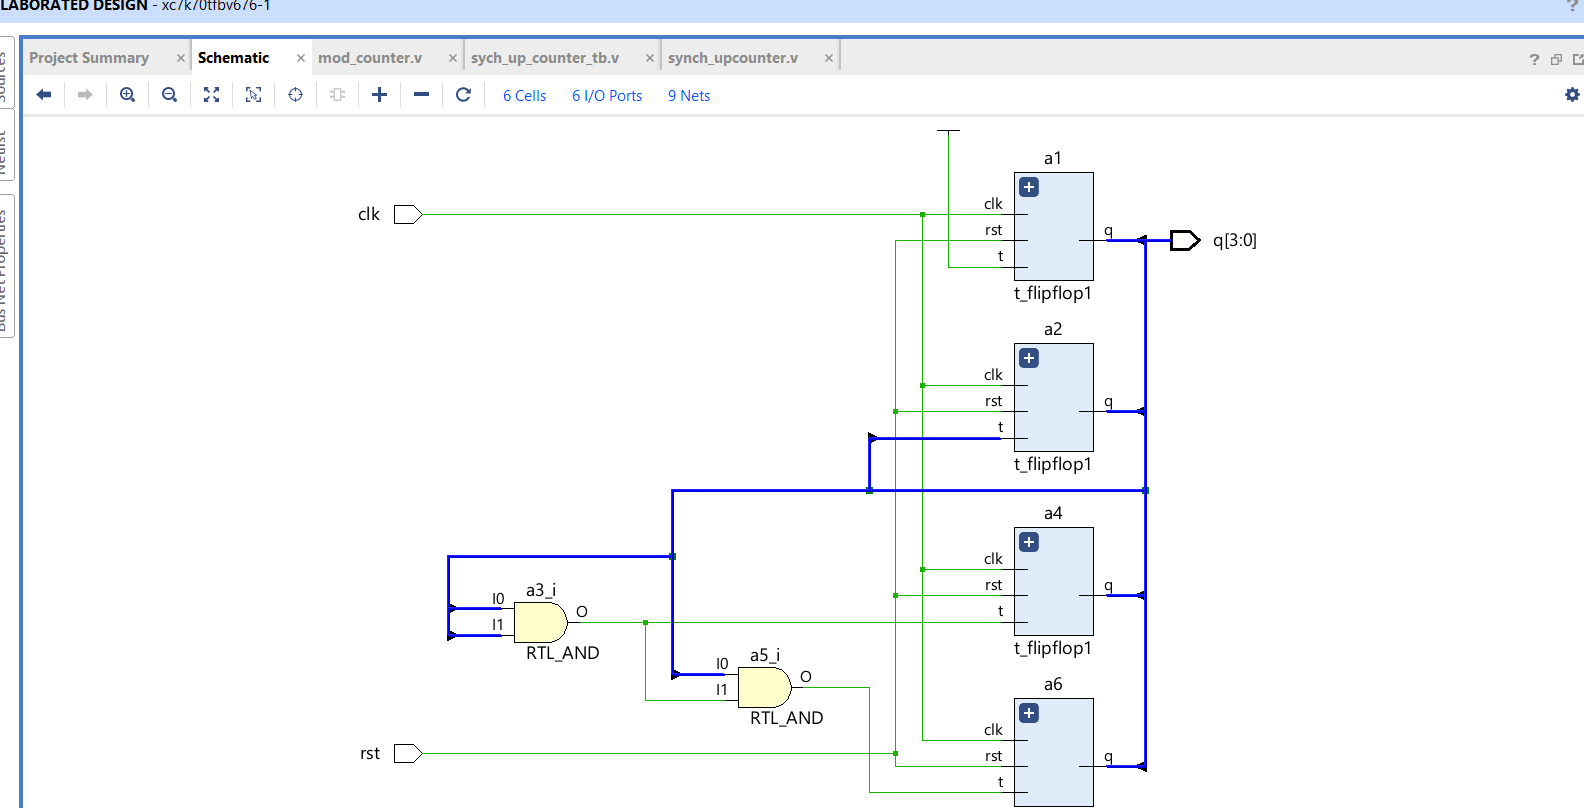 LABORATED DESIGN - xc7k70tfbv676-1 ?
Sources
Netlist
Bus Net Properties
Project Summary × Schematic × mod_counter.v × sych_up_counter_tb.v × synch_upcounter.v × ?
6 Cells 6 I/O Ports 9 Nets
a1
clk
clk
rst
t
q
q[3:0]
t_flipflop1
a2
clk
rst
t
q
t_flipflop1
a4
clk
rst
t
q
t_flipflop1
a3_i
I0
I1
O
RTL_AND
a5_i
I0
I1
O
RTL_AND
a6
clk
rst
t
q
rst